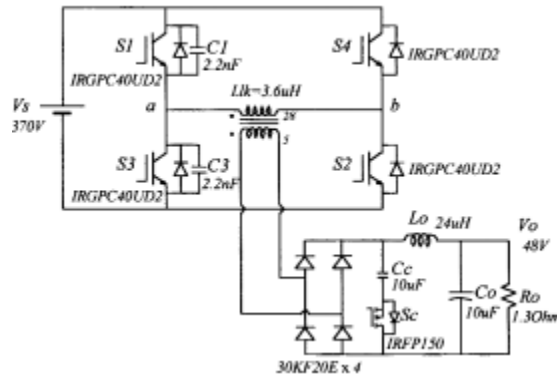 S1
C1
2.2nF
IRGPC40UD2
S4
IRGPC40UD2
Llk=3.6uH
Vs
370V
a
28
b
5
S3
C3
2.2nF
IRGPC40UD2
S2
IRGPC40UD2
Lo 24uH
Vo
48V
Cc
10uF
Co
10uF
Ro
1.3Ohm
Sc
IRFP150
30KF20E x 4